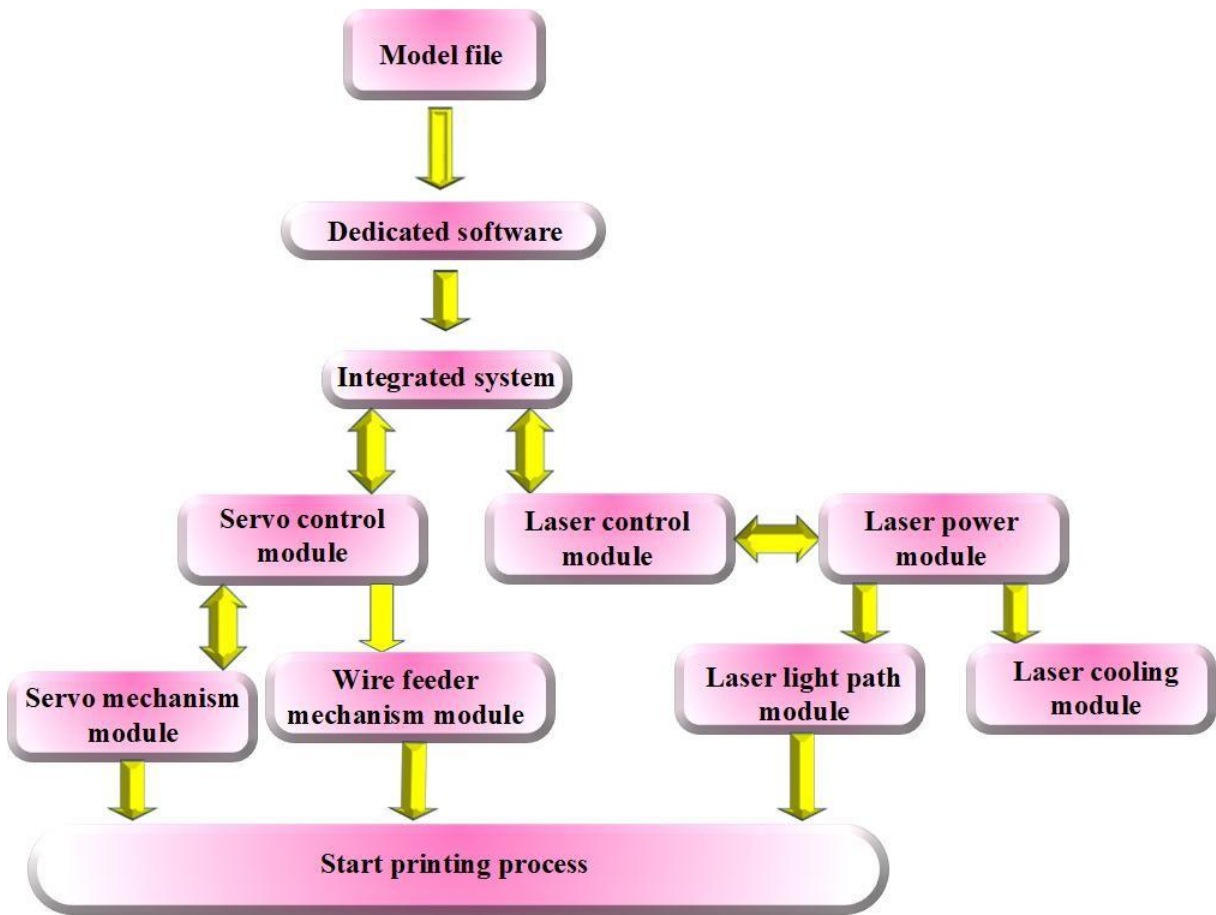 Model file
Dedicated software
Integrated system
Servo control
module
Laser control
module
Laser power
module
Servo mechanism
module
Wire feeder
mechanism module
Laser light path
module
Laser cooling
module
Start printing process